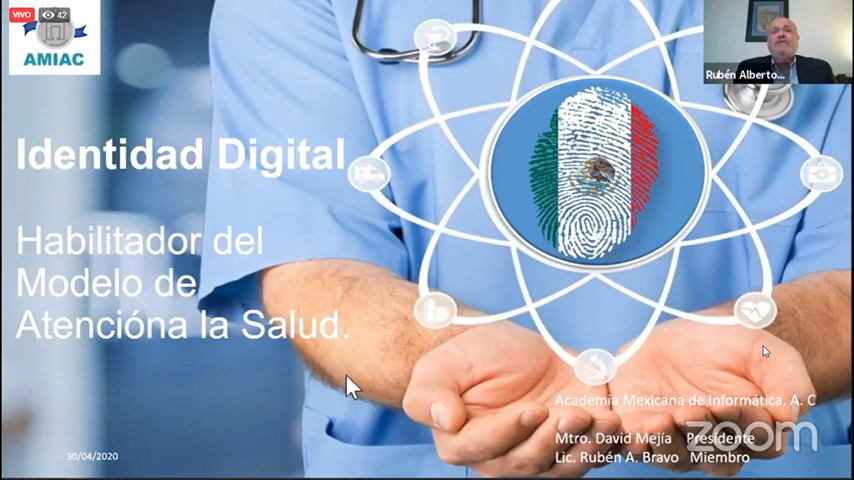 VIVO 42
AMIAC
Rubén Alberto...
Identidad Digital
Habilitador del
Modelo de
Atencióna la Salud.
Academia Mexicana de Informática, A. C
Mtro. David Mejía Presidente
Lic. Rubén A. Bravo Miembro
zoom
30/04/2020